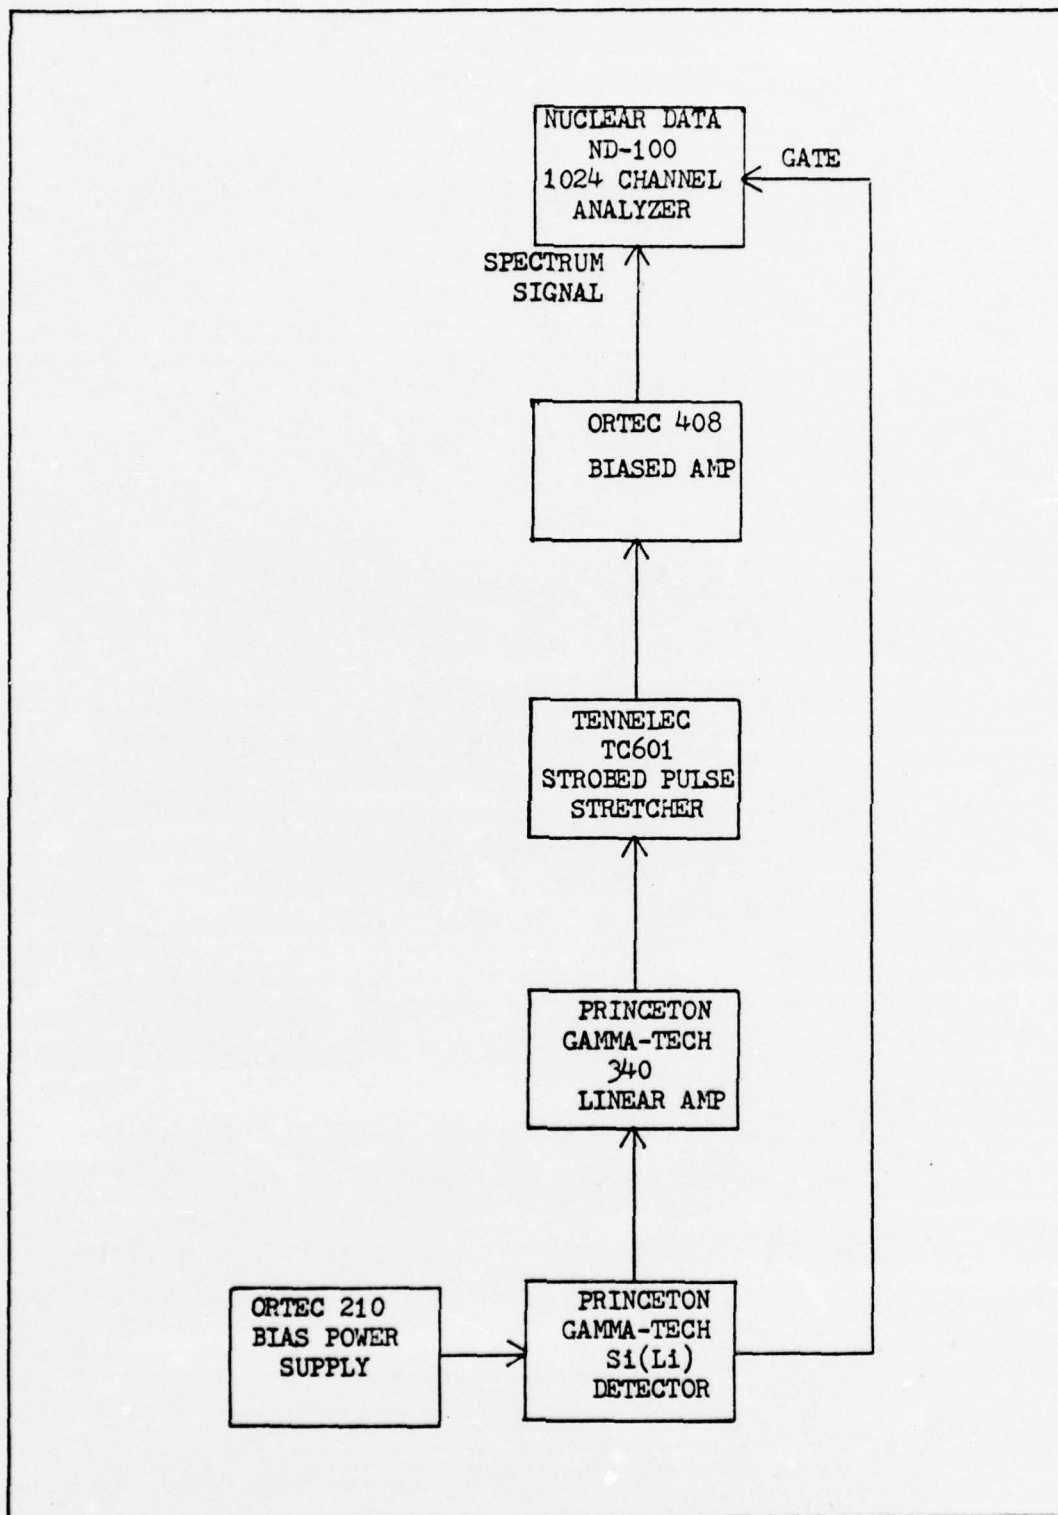 NUCLEAR DATA
ND-100
1024 CHANNEL
ANALYZER
GATE
SPECTRUM
SIGNAL
ORTEC 408
BIASED AMP
TENNELEC
TC601
STROBED PULSE
STRETCHER
PRINCETON
GAMMA-TECH
340
LINEAR AMP
ORTEC 210
BIAS POWER
SUPPLY
PRINCETON
GAMMA-TECH
Si(Li)
DETECTOR